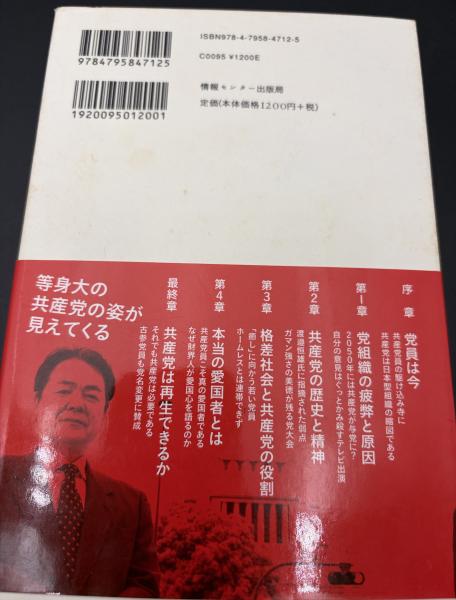 ISBN978-4-7958-4712-5
C0095 ¥1200E
9784795847125
情報センター出版局
定価(本体価格1200円+税)
1920095012001
序章 党員は今
共産党員の駆け込み寺に
共産党は日本型組織の縮図である
第1章 党組織の疲弊と原因
2050年には共産党が与党に?
自分の意見はぐっとかみ殺すテレビ出演
第2章 共産党の歴史と精神
渡邉恒雄氏に指摘された弱点
ガマン強さの美徳が残る党大会
第3章 格差社会と共産党の役割
「癒し」に向かう若い党員
ホームレスとは連帯できず
第4章 本当の愛国者とは
共産党員こそ真の愛国者である
なぜ財界人が愛国心を語るのか
最終章 共産党は再生できるか
それでも共産党は必要である
古参党員も党名変更に賛成
等身大の
共産党の姿が
見えてくる